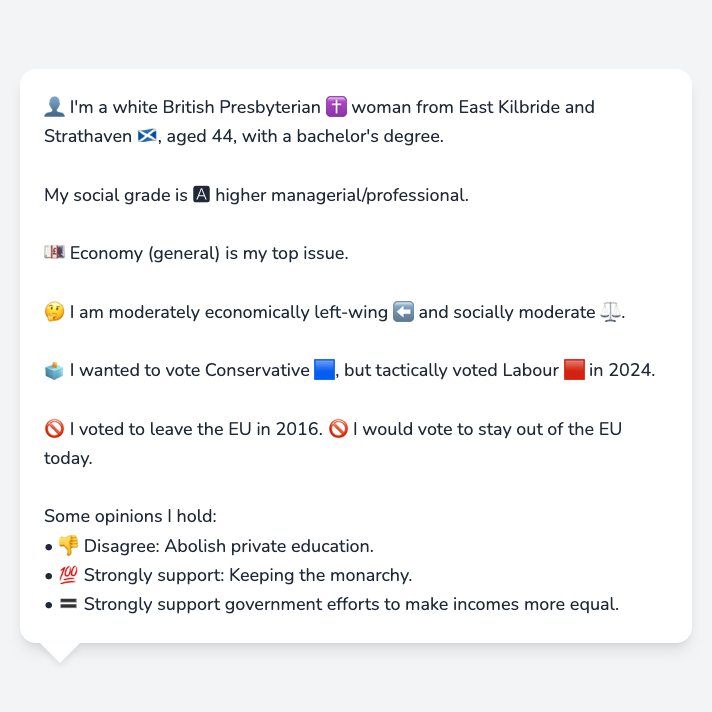 👤 I'm a white British Presbyterian ✝️ woman from East Kilbride and
Strathaven 🏴󠁧󠁢󠁳󠁣󠁴󠁿, aged 44, with a bachelor's degree.
My social grade is 🅰 higher managerial/professional.
💷 Economy (general) is my top issue.
🤔 I am moderately economically left-wing ⬅️ and socially moderate ⚖️.
🗳️ I wanted to vote Conservative 🟦, but tactically voted Labour 🟥 in 2024.
🚫 I voted to leave the EU in 2016. 🚫 I would vote to stay out of the EU
today.
Some opinions I hold:
• 👎 Disagree: Abolish private education.
• 💯 Strongly support: Keeping the monarchy.
• 🟰 Strongly support government efforts to make incomes more equal.